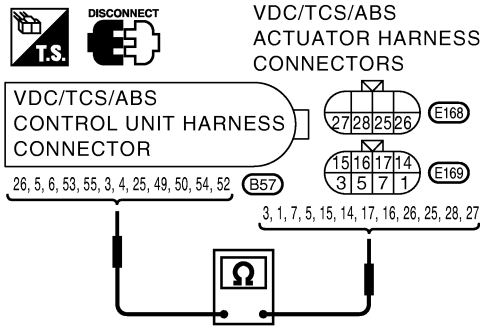 DISCONNECT
T.S.
VDC/TCS/ABS
CONTROL UNIT HARNESS
CONNECTOR
26, 5, 6, 53, 55, 3, 4, 25, 49, 50, 54, 52
B57
VDC/TCS/ABS
ACTUATOR HARNESS
CONNECTORS
27 28 25 26
E168
15 16 17 14
3 5 7 1
E169
3, 1, 7, 5, 15, 14, 17, 16, 26, 25, 28, 27
Ω